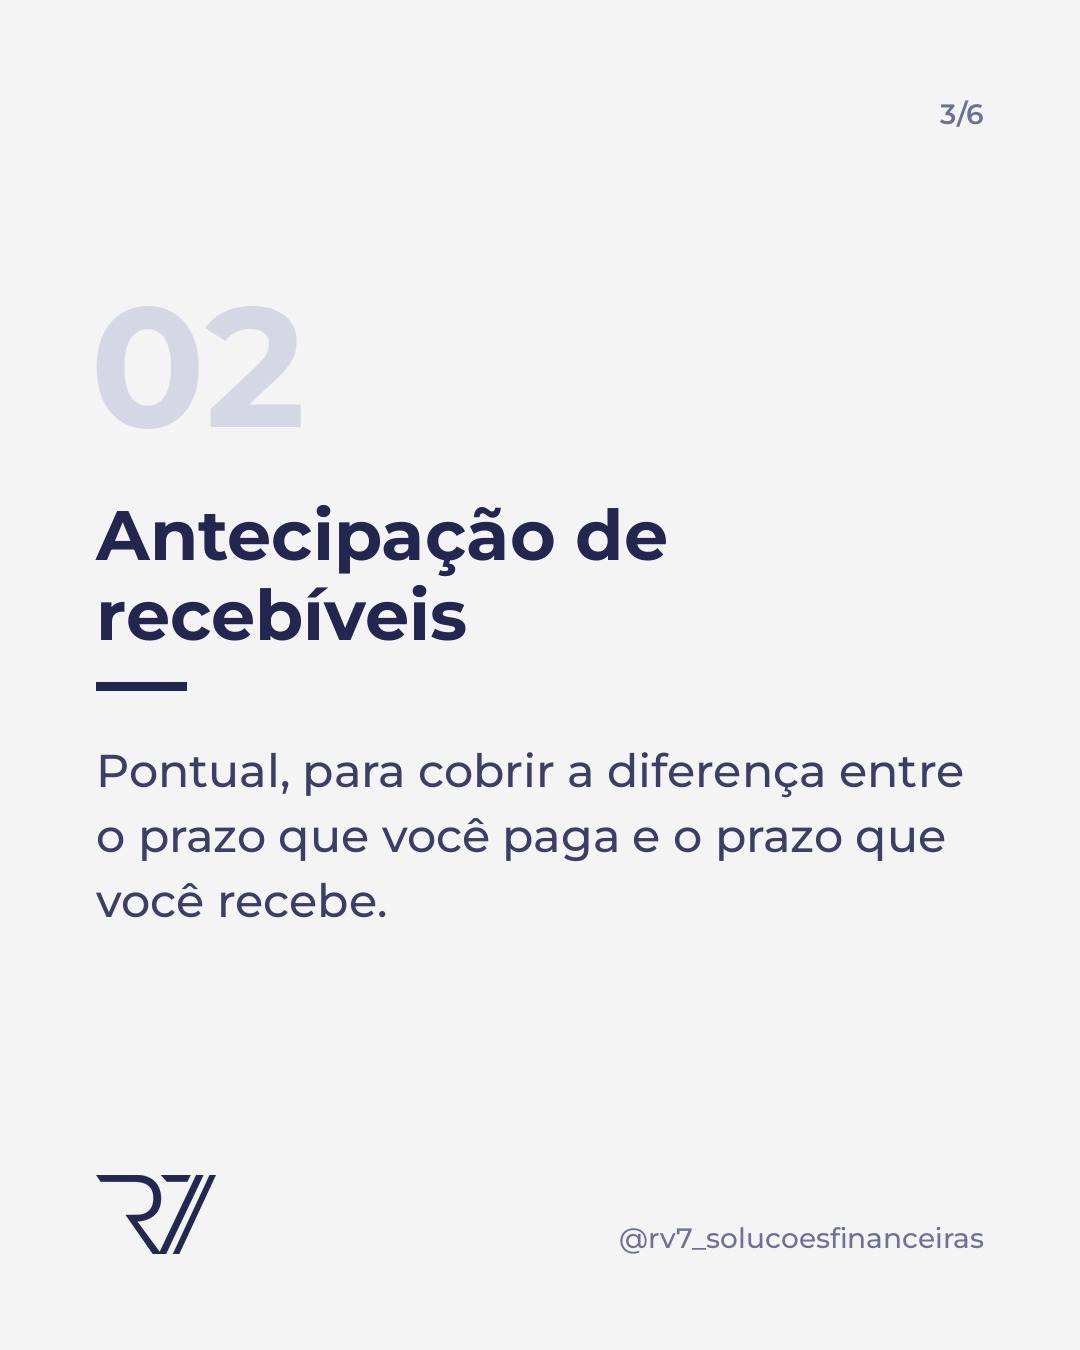 3/6
02
Antecipação de
recebíveis
Pontual, para cobrir a diferença entre
o prazo que você paga e o prazo que
você recebe.
R7
@rv7_solucoesfinanceiras